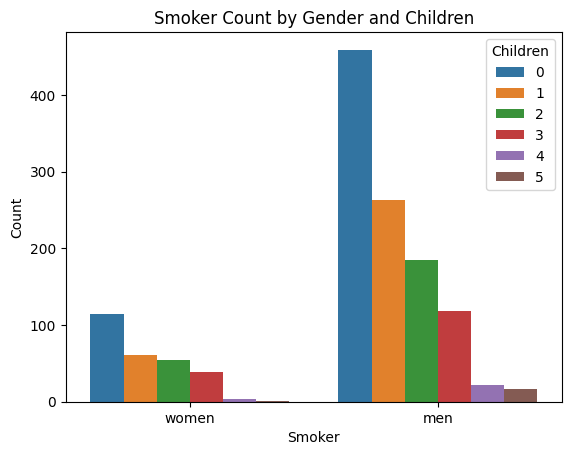 Smoker Count by Gender and Children
Children
0
1
2
3
4
5
Count
400
300
200
100
0
women
men
Smoker